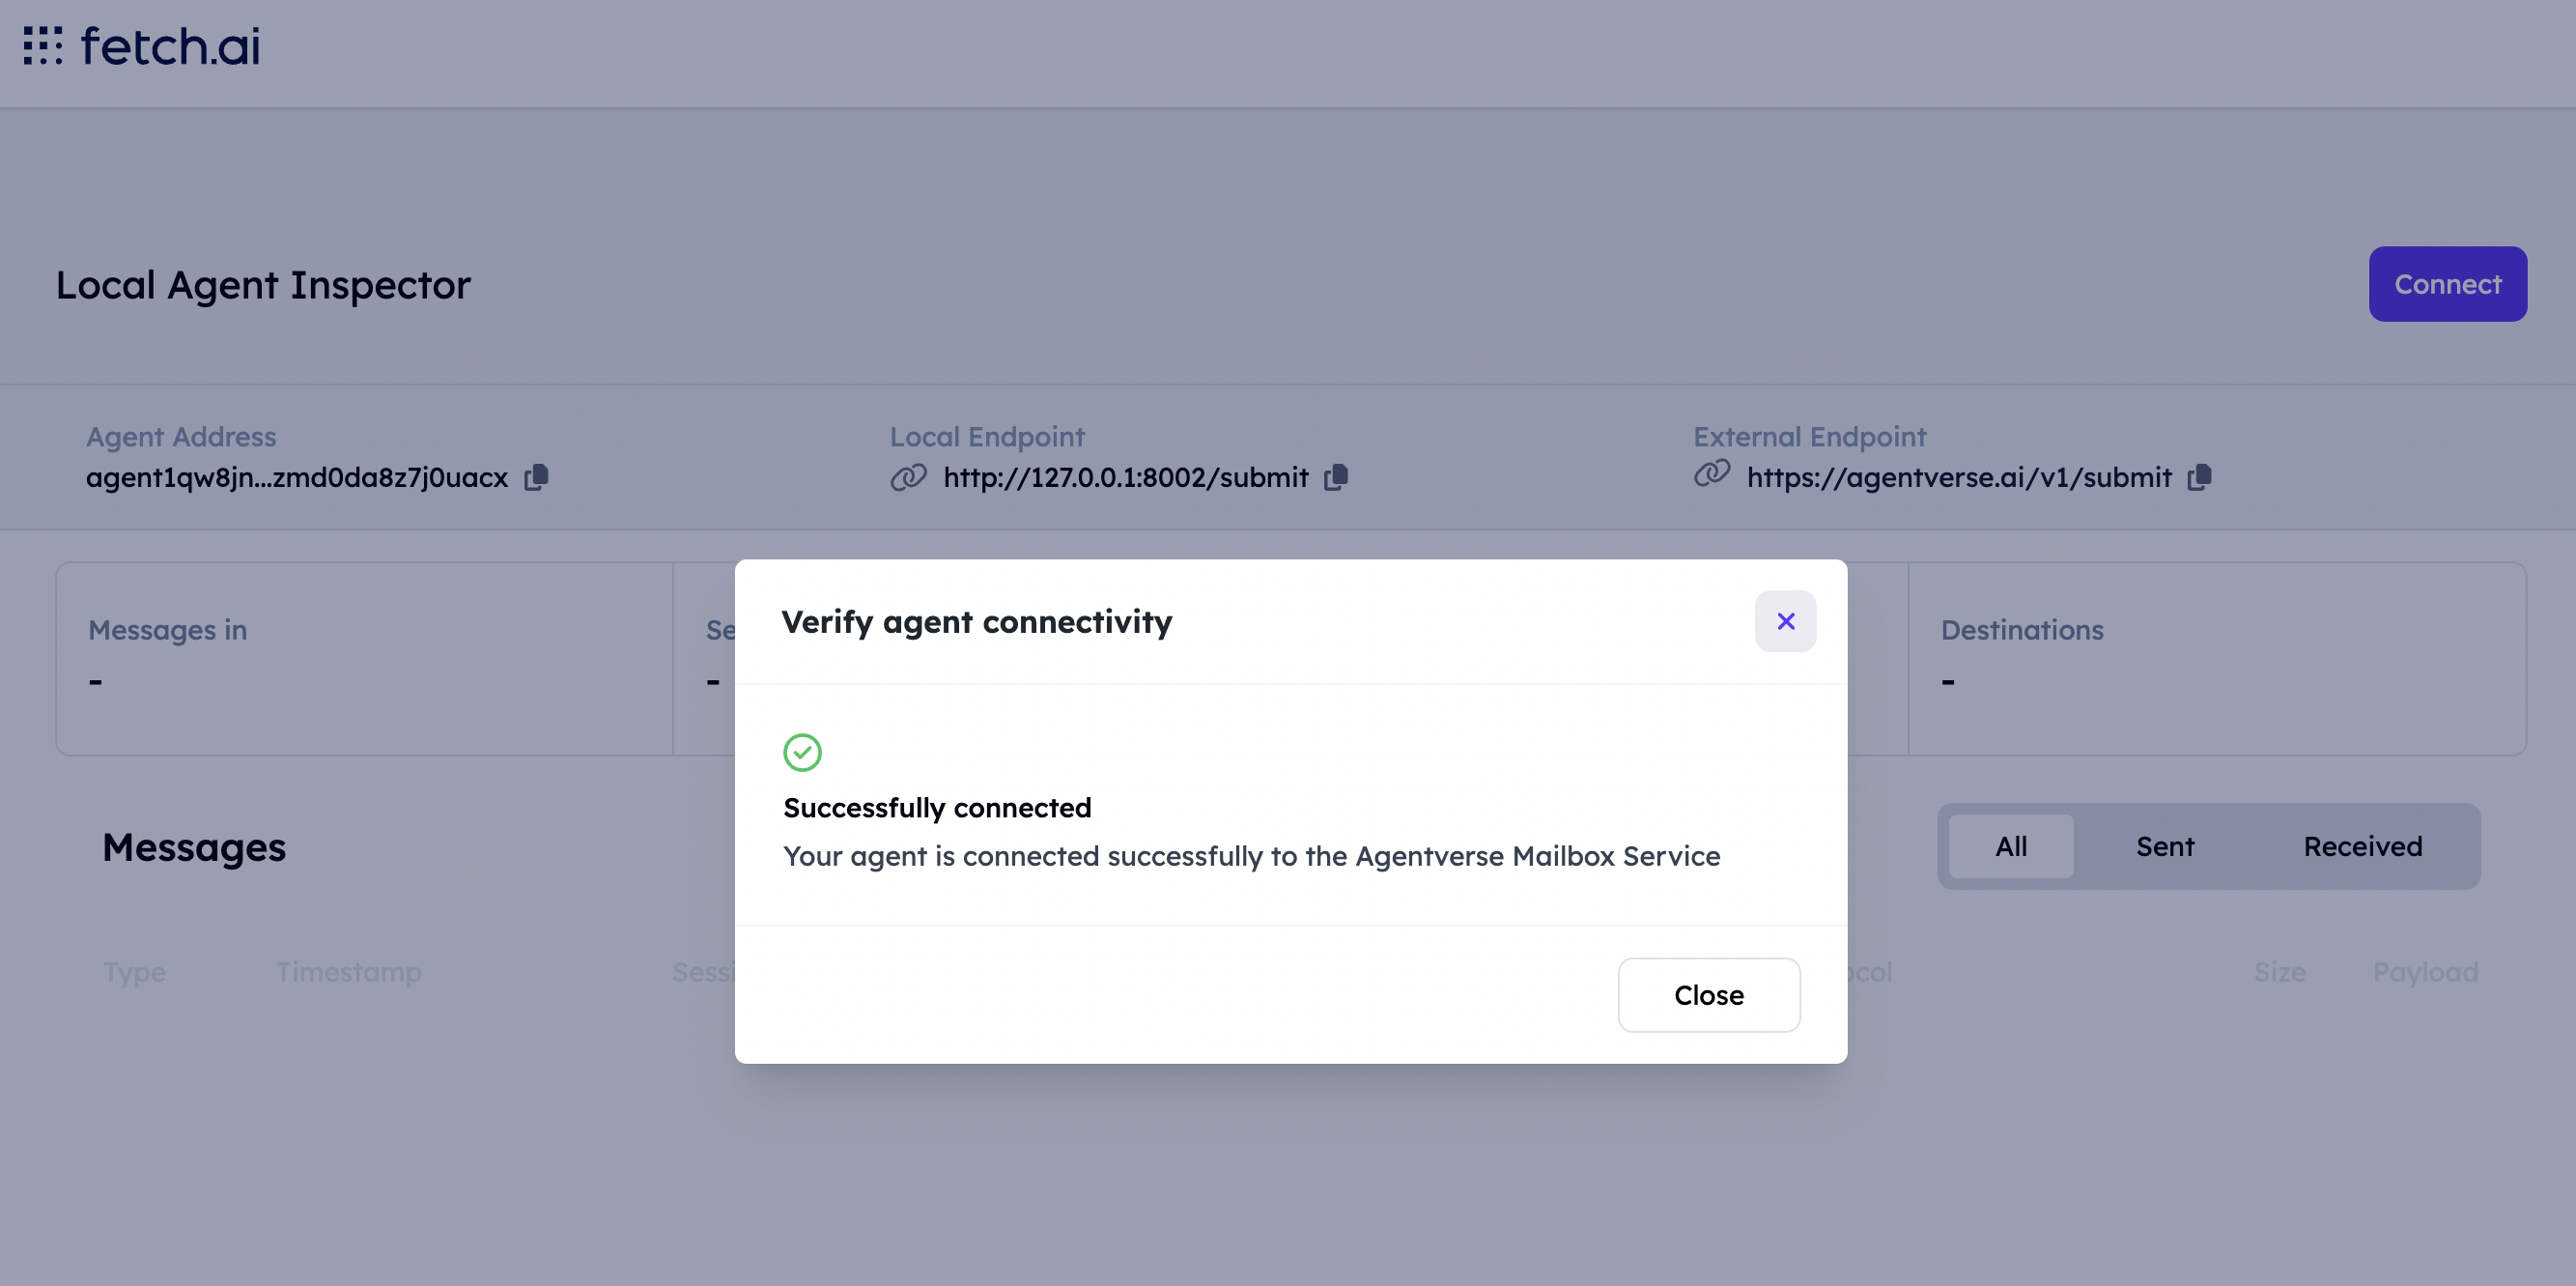 fetch.ai
Local Agent Inspector
Connect
Agent Address
agent1qw8jn...zmd0da8z7j0uacx
Local Endpoint
http://127.0.0.1:8002/submit
External Endpoint
https://agentverse.ai/v1/submit
Messages in
-
Se
-
Destinations
-
Verify agent connectivity
Successfully connected
Your agent is connected successfully to the Agentverse Mailbox Service
Close
Messages
All Sent Received
Type Timestamp Sessi ocol Size Payload